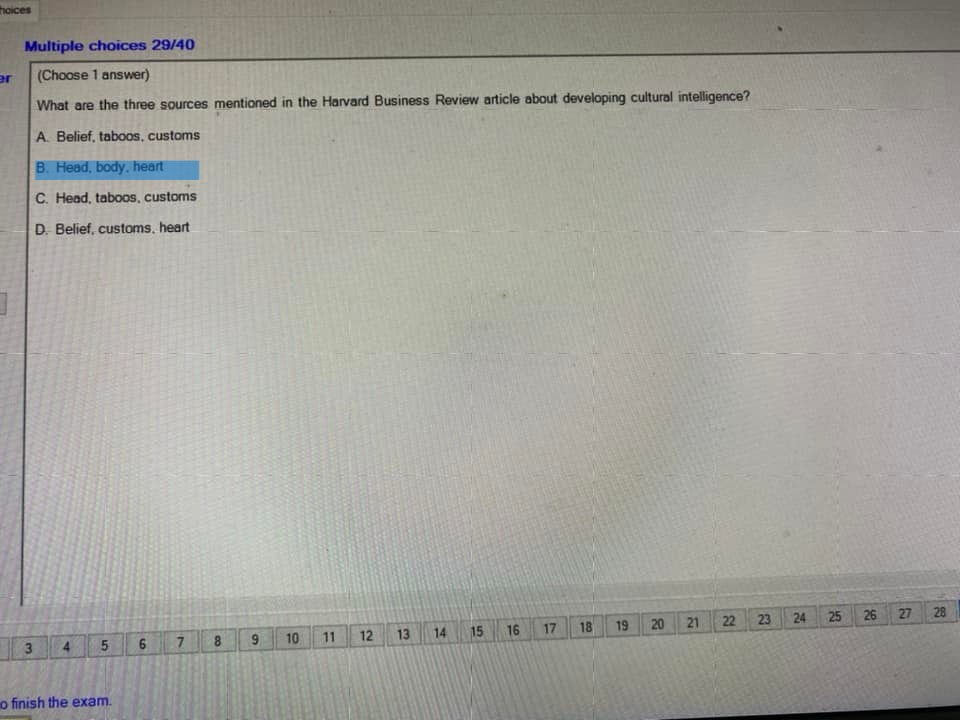 hoices
Multiple choices 29/40
er
(Choose 1 answer)
What are the three sources mentioned in the Harvard Business Review article about developing cultural intelligence?
A. Belief, taboos, customs
B. Head, body, heart
C. Head, taboos, customs
D. Belief, customs, heart
3 4 5 6 7 8 9 10 11 12 13 14 15 16 17 18 19 20 21 22 23 24 25 26 27 28
o finish the exam.